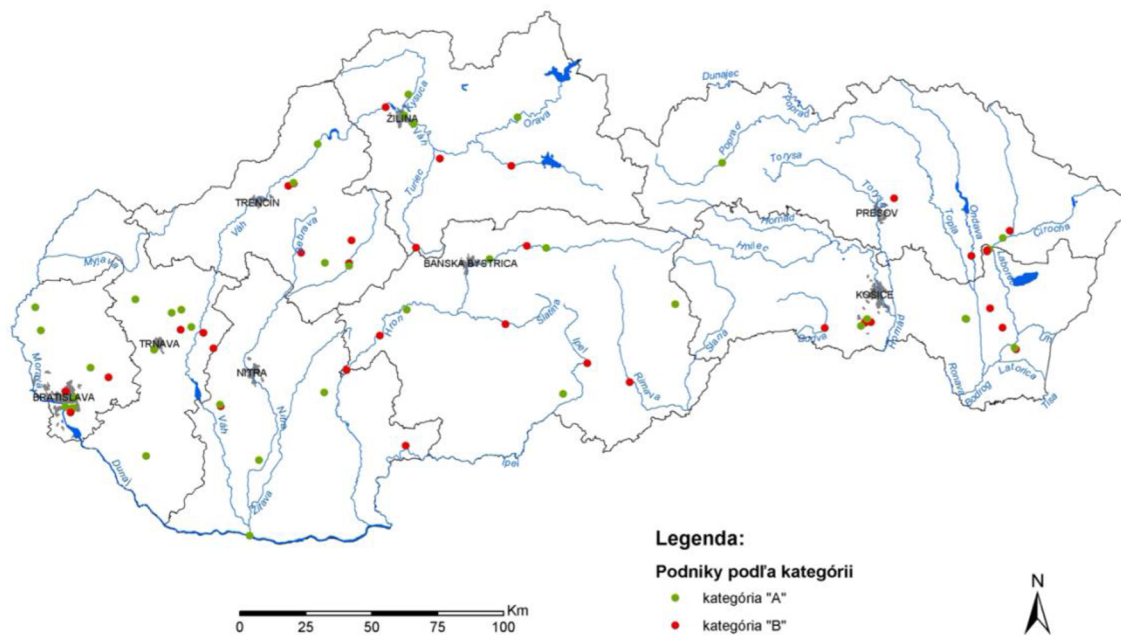 Dunajec
Poprad
Kysuca
ŽILINA
Váh
Orava
Poprad
Torysa
Turiec
Torysa
PREŠOV
TRENČÍN
Váh
Nebrava
Hornád
Topľa
Ondava
Cirocha
Myjava
BANSKÁ BYSTRICA
Hnilec
Laborec
KOŠICE
Hron
Slatina
Hornád
TRNAVA
Morava
Ipeľ
Slaná
Bodva
Uh
NITRA
Rimava
Roňava
Latorica
BRATISLAVA
Bodrog
Tisa
Váh
Nitra
Dunaj
Žitava
Ipeľ
Legenda:
Podniky podľa kategórii
kategória "A"
kategória "B"
Km
0 25 50 75 100
N